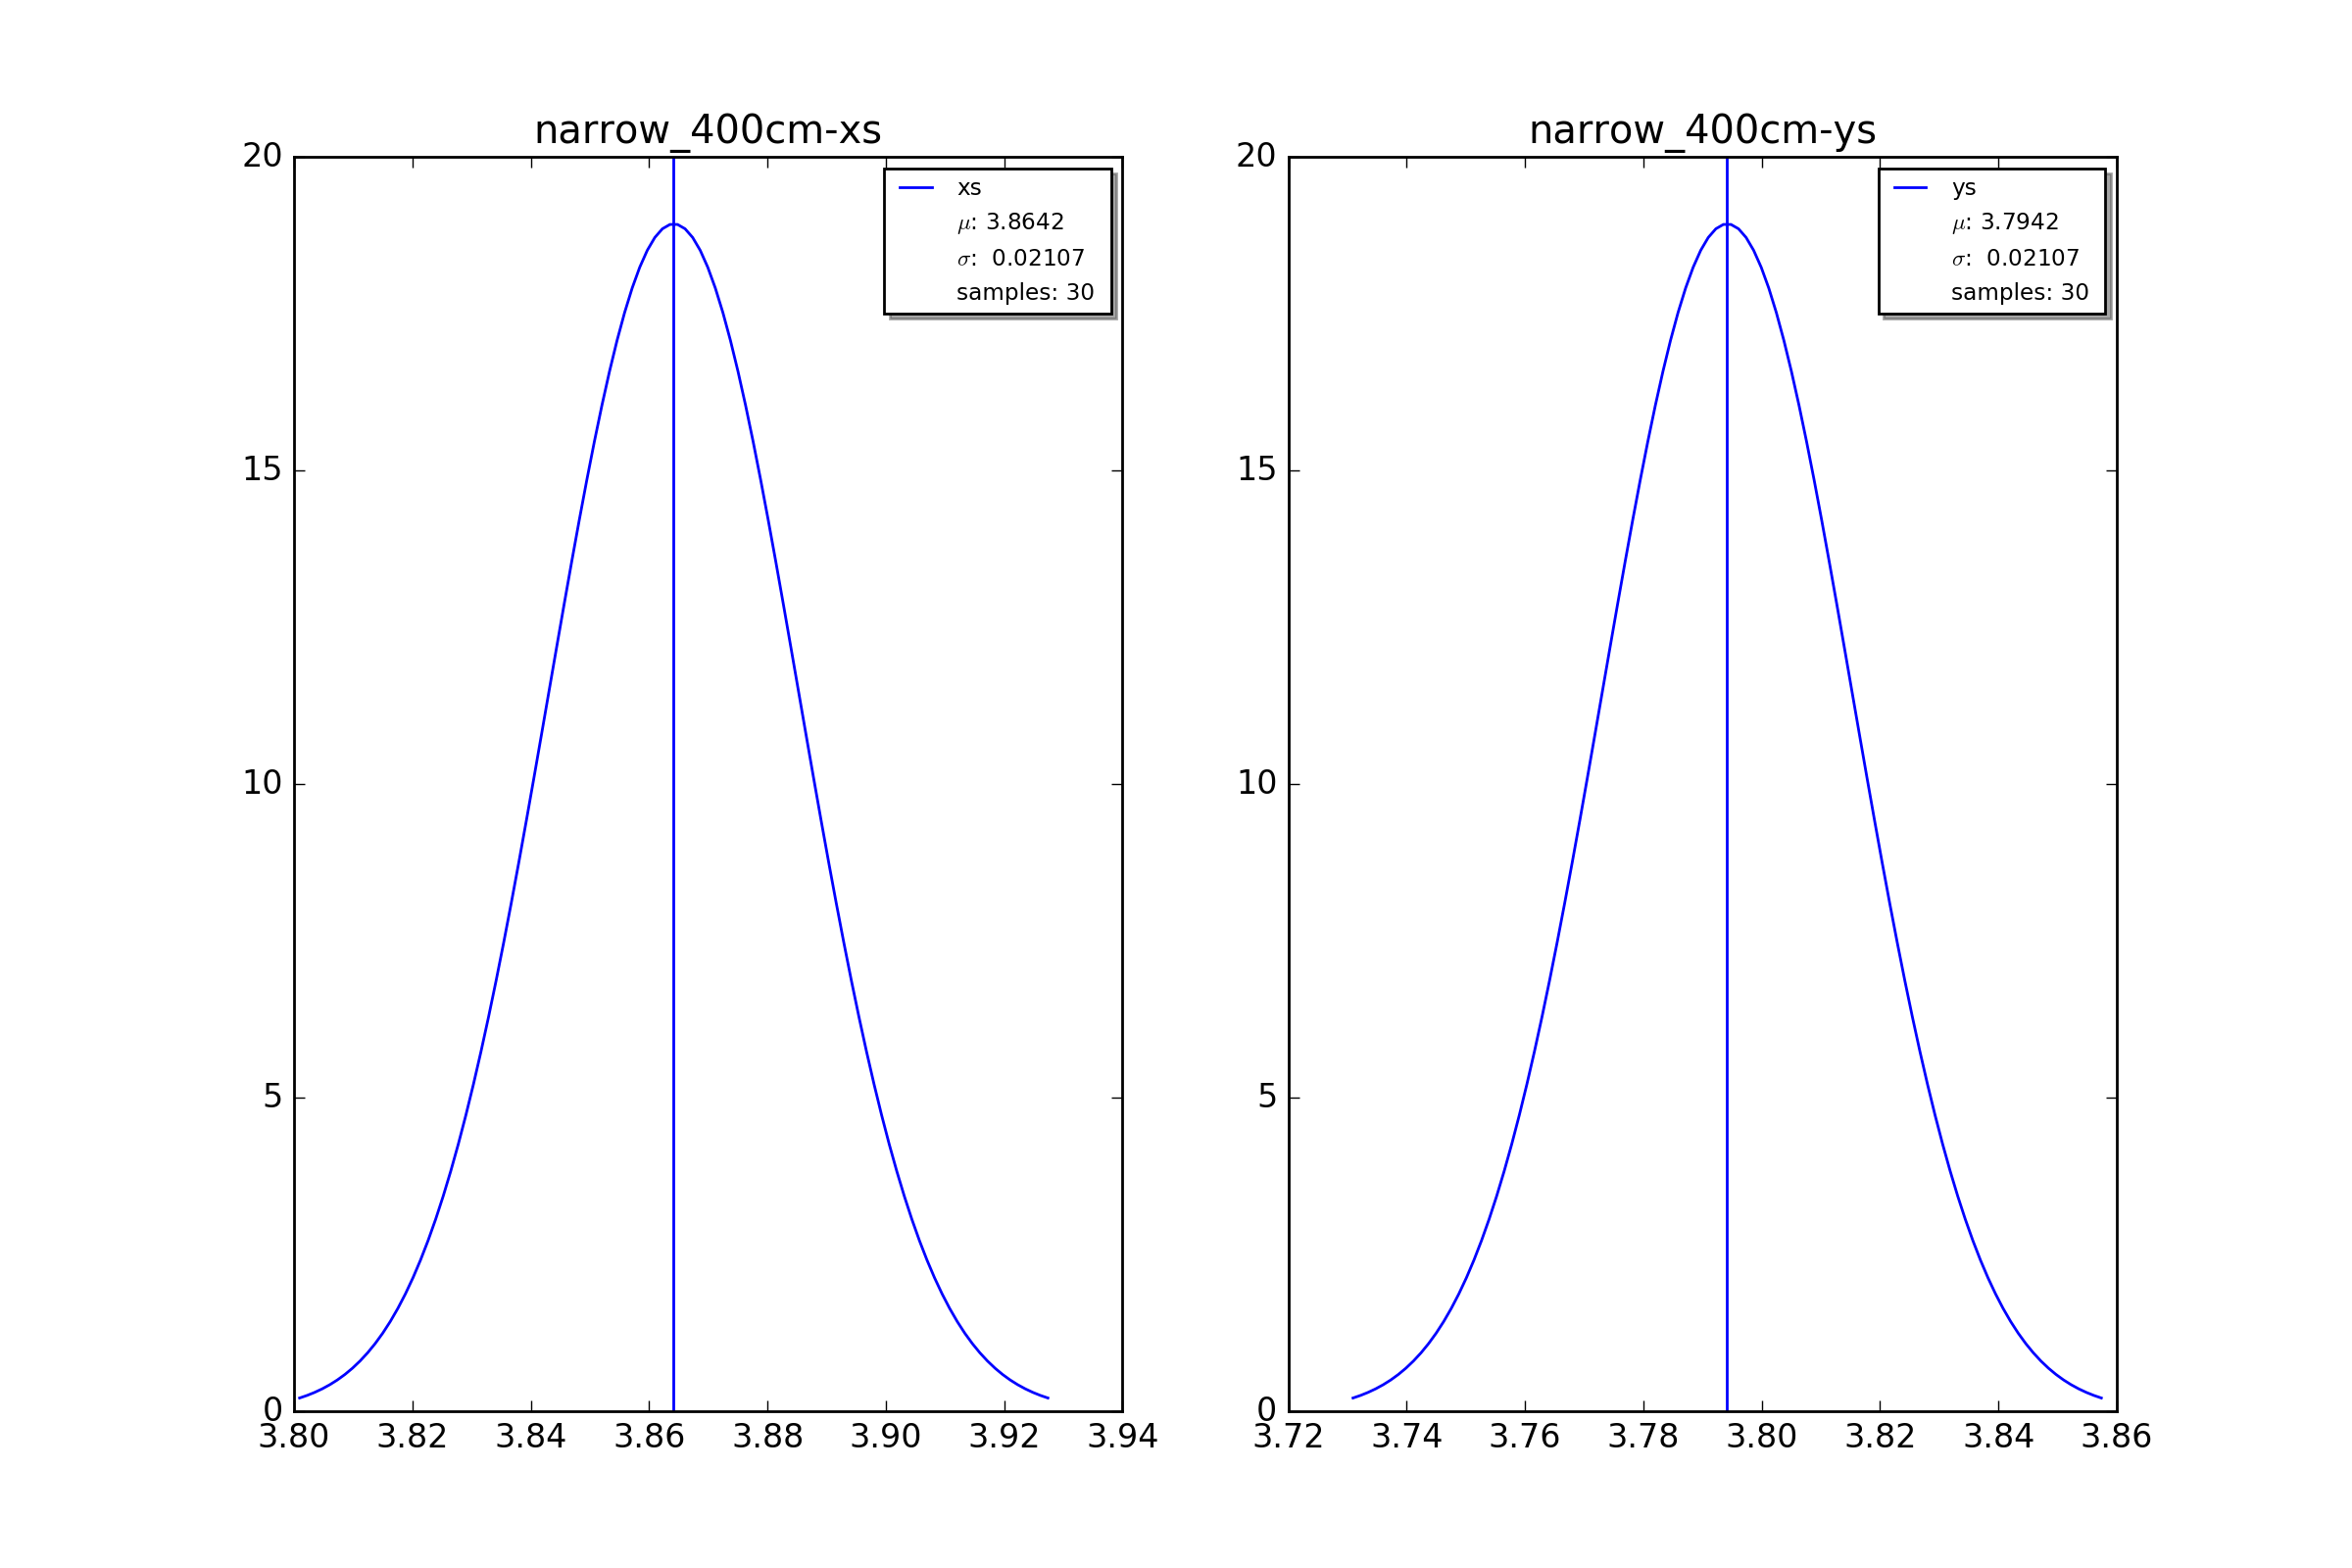 narrow_400cm-xs
20
15
10
5
0
3.80 3.82 3.84 3.86 3.88 3.90 3.92 3.94
xs
μ: 3.8642
σ: 0.02107
samples: 30
narrow_400cm-ys
20
15
10
5
0
3.72 3.74 3.76 3.78 3.80 3.82 3.84 3.86
ys
μ: 3.7942
σ: 0.02107
samples: 30